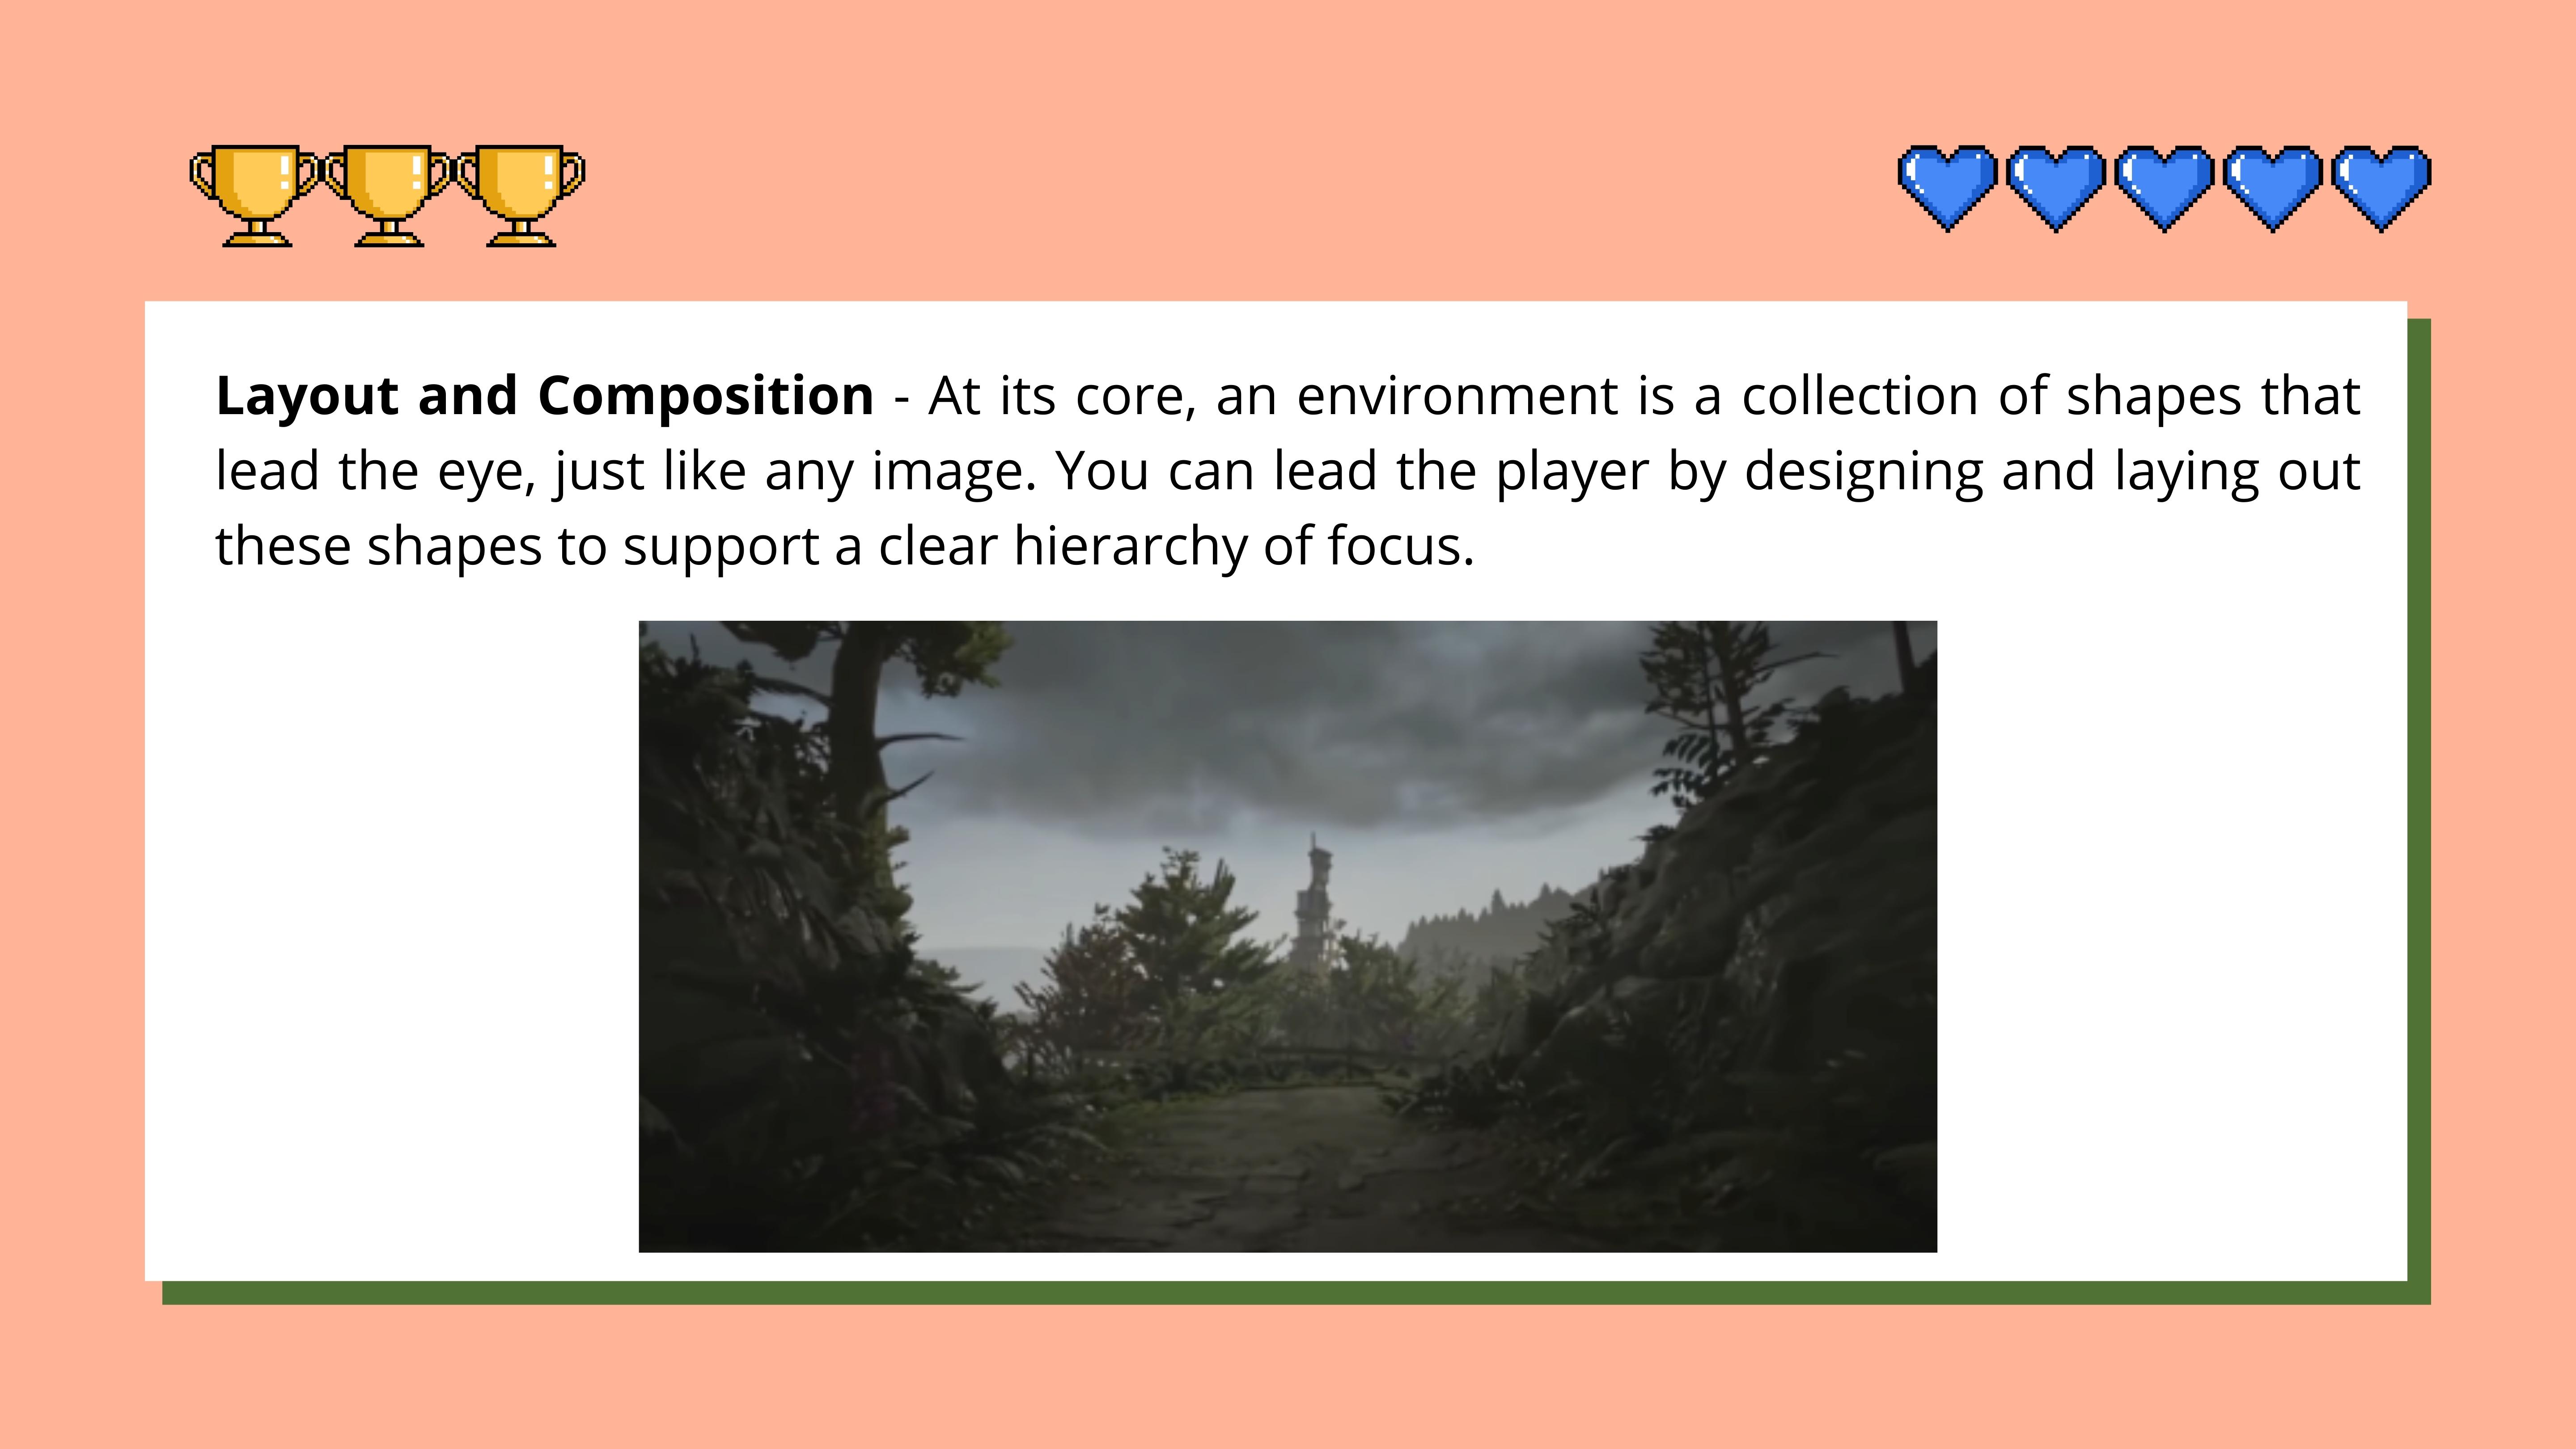 Layout and Composition - At its core, an environment is a collection of shapes that
lead the eye, just like any image. You can lead the player by designing and laying out
these shapes to support a clear hierarchy of focus.